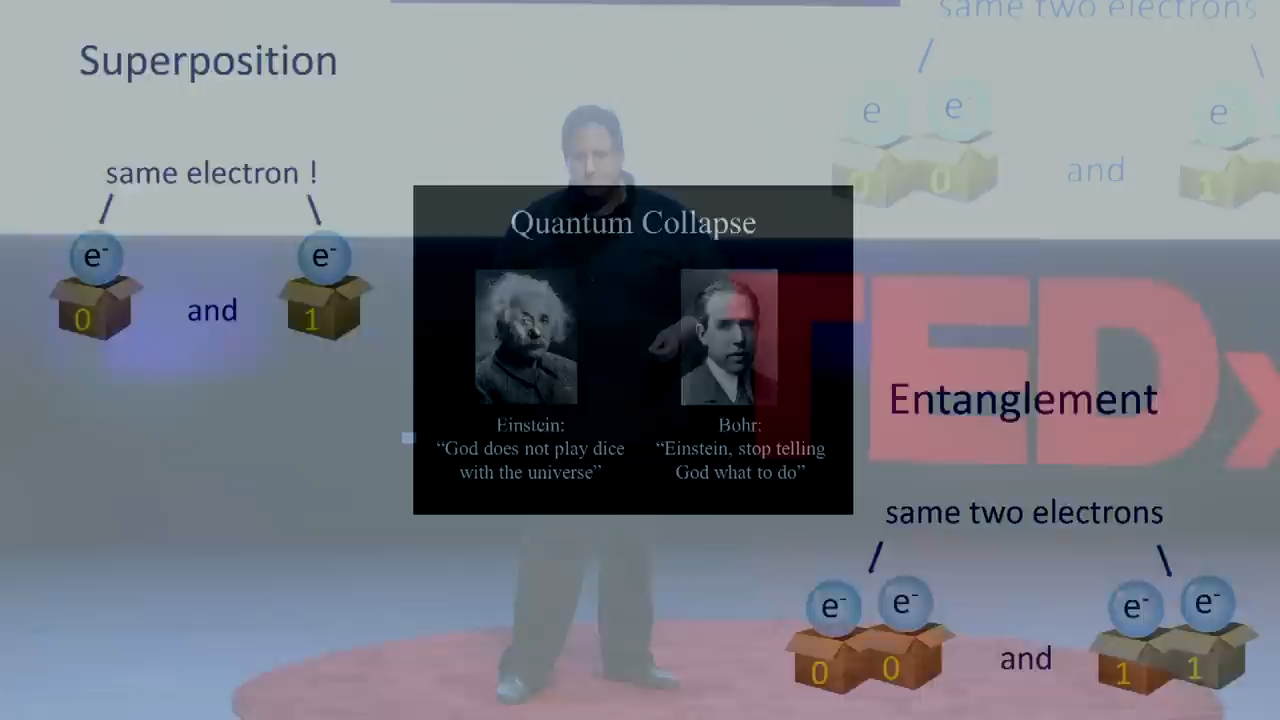 same two electrons
Superposition
same electron !
e e- e
0 0 and 1
e- e-
0 and 1
Quantum Collapse
TEDx
Einstein:
“God does not play dice
with the universe”
Bohr:
“Einstein, stop telling
God what to do”
Entanglement
same two electrons
e- e- e- e-
0 0 and 1 1